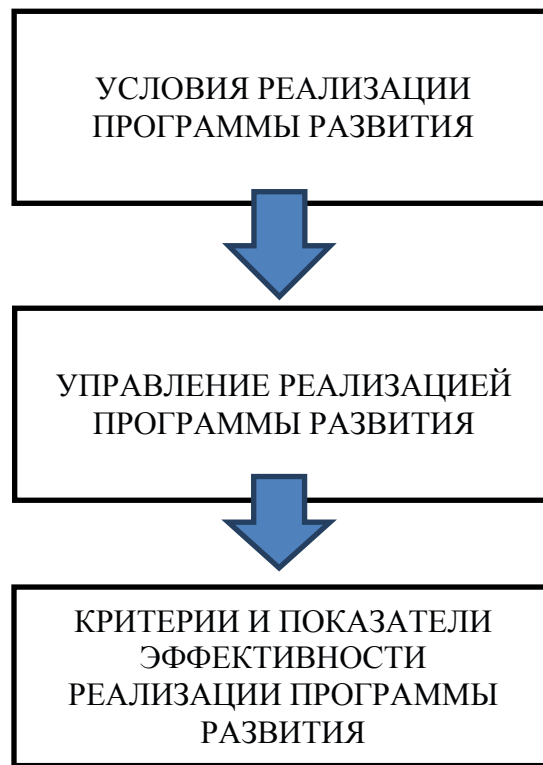 УСЛОВИЯ РЕАЛИЗАЦИИ
ПРОГРАММЫ РАЗВИТИЯ
УПРАВЛЕНИЕ РЕАЛИЗАЦИЕЙ
ПРОГРАММЫ РАЗВИТИЯ
КРИТЕРИИ И ПОКАЗАТЕЛИ
ЭФФЕКТИВНОСТИ
РЕАЛИЗАЦИИ ПРОГРАММЫ
РАЗВИТИЯ